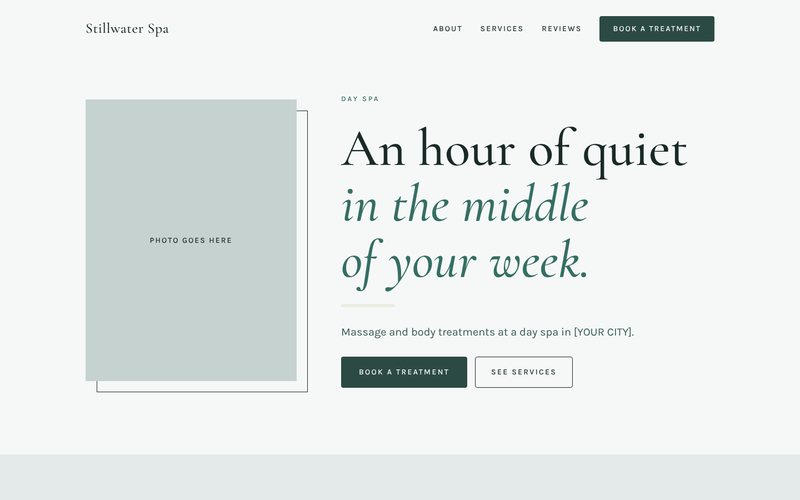 Stillwater Spa
ABOUT SERVICES REVIEWS BOOK A TREATMENT
PHOTO GOES HERE
DAY SPA
An hour of quiet
in the middle
of your week.
Massage and body treatments at a day spa in [YOUR CITY].
BOOK A TREATMENT SEE SERVICES